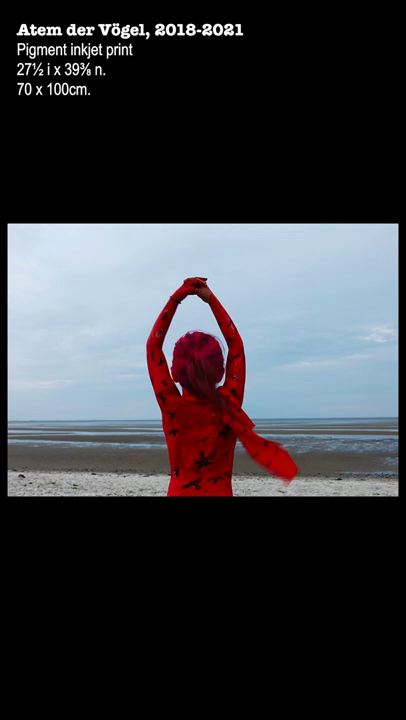 Atem der Vögel, 2018-2021
Pigment inkjet print
27½ i x 39⅜ n.
70 x 100cm.